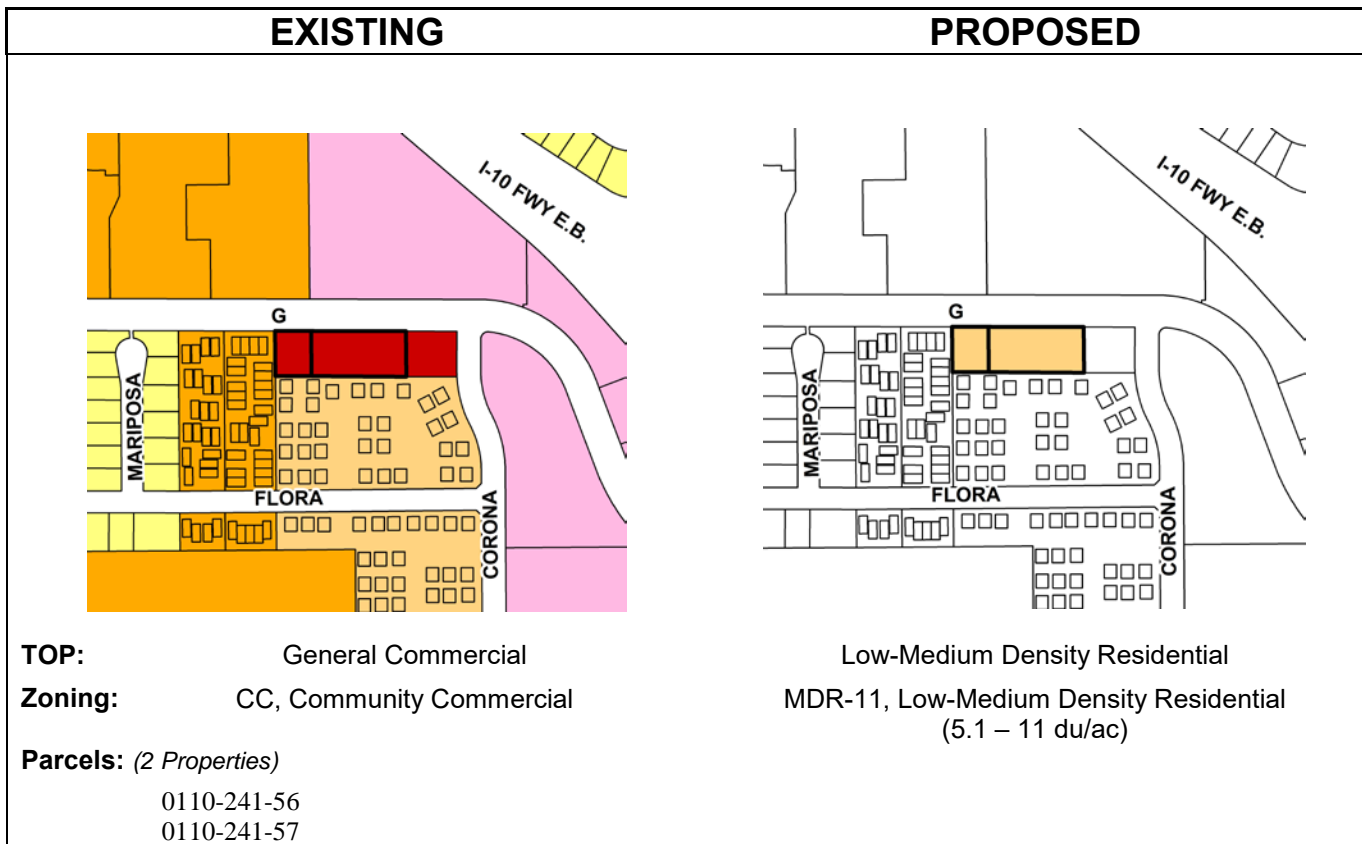 EXISTING
PROPOSED
I-10 FWY E.B.
G
MARIPOSA
FLORA
CORONA
I-10 FWY E.B.
G
MARIPOSA
FLORA
CORONA
TOP: General Commercial Low-Medium Density Residential
Zoning: CC, Community Commercial MDR-11, Low-Medium Density Residential
(5.1 – 11 du/ac)
Parcels: (2 Properties)
0110-241-56
0110-241-57